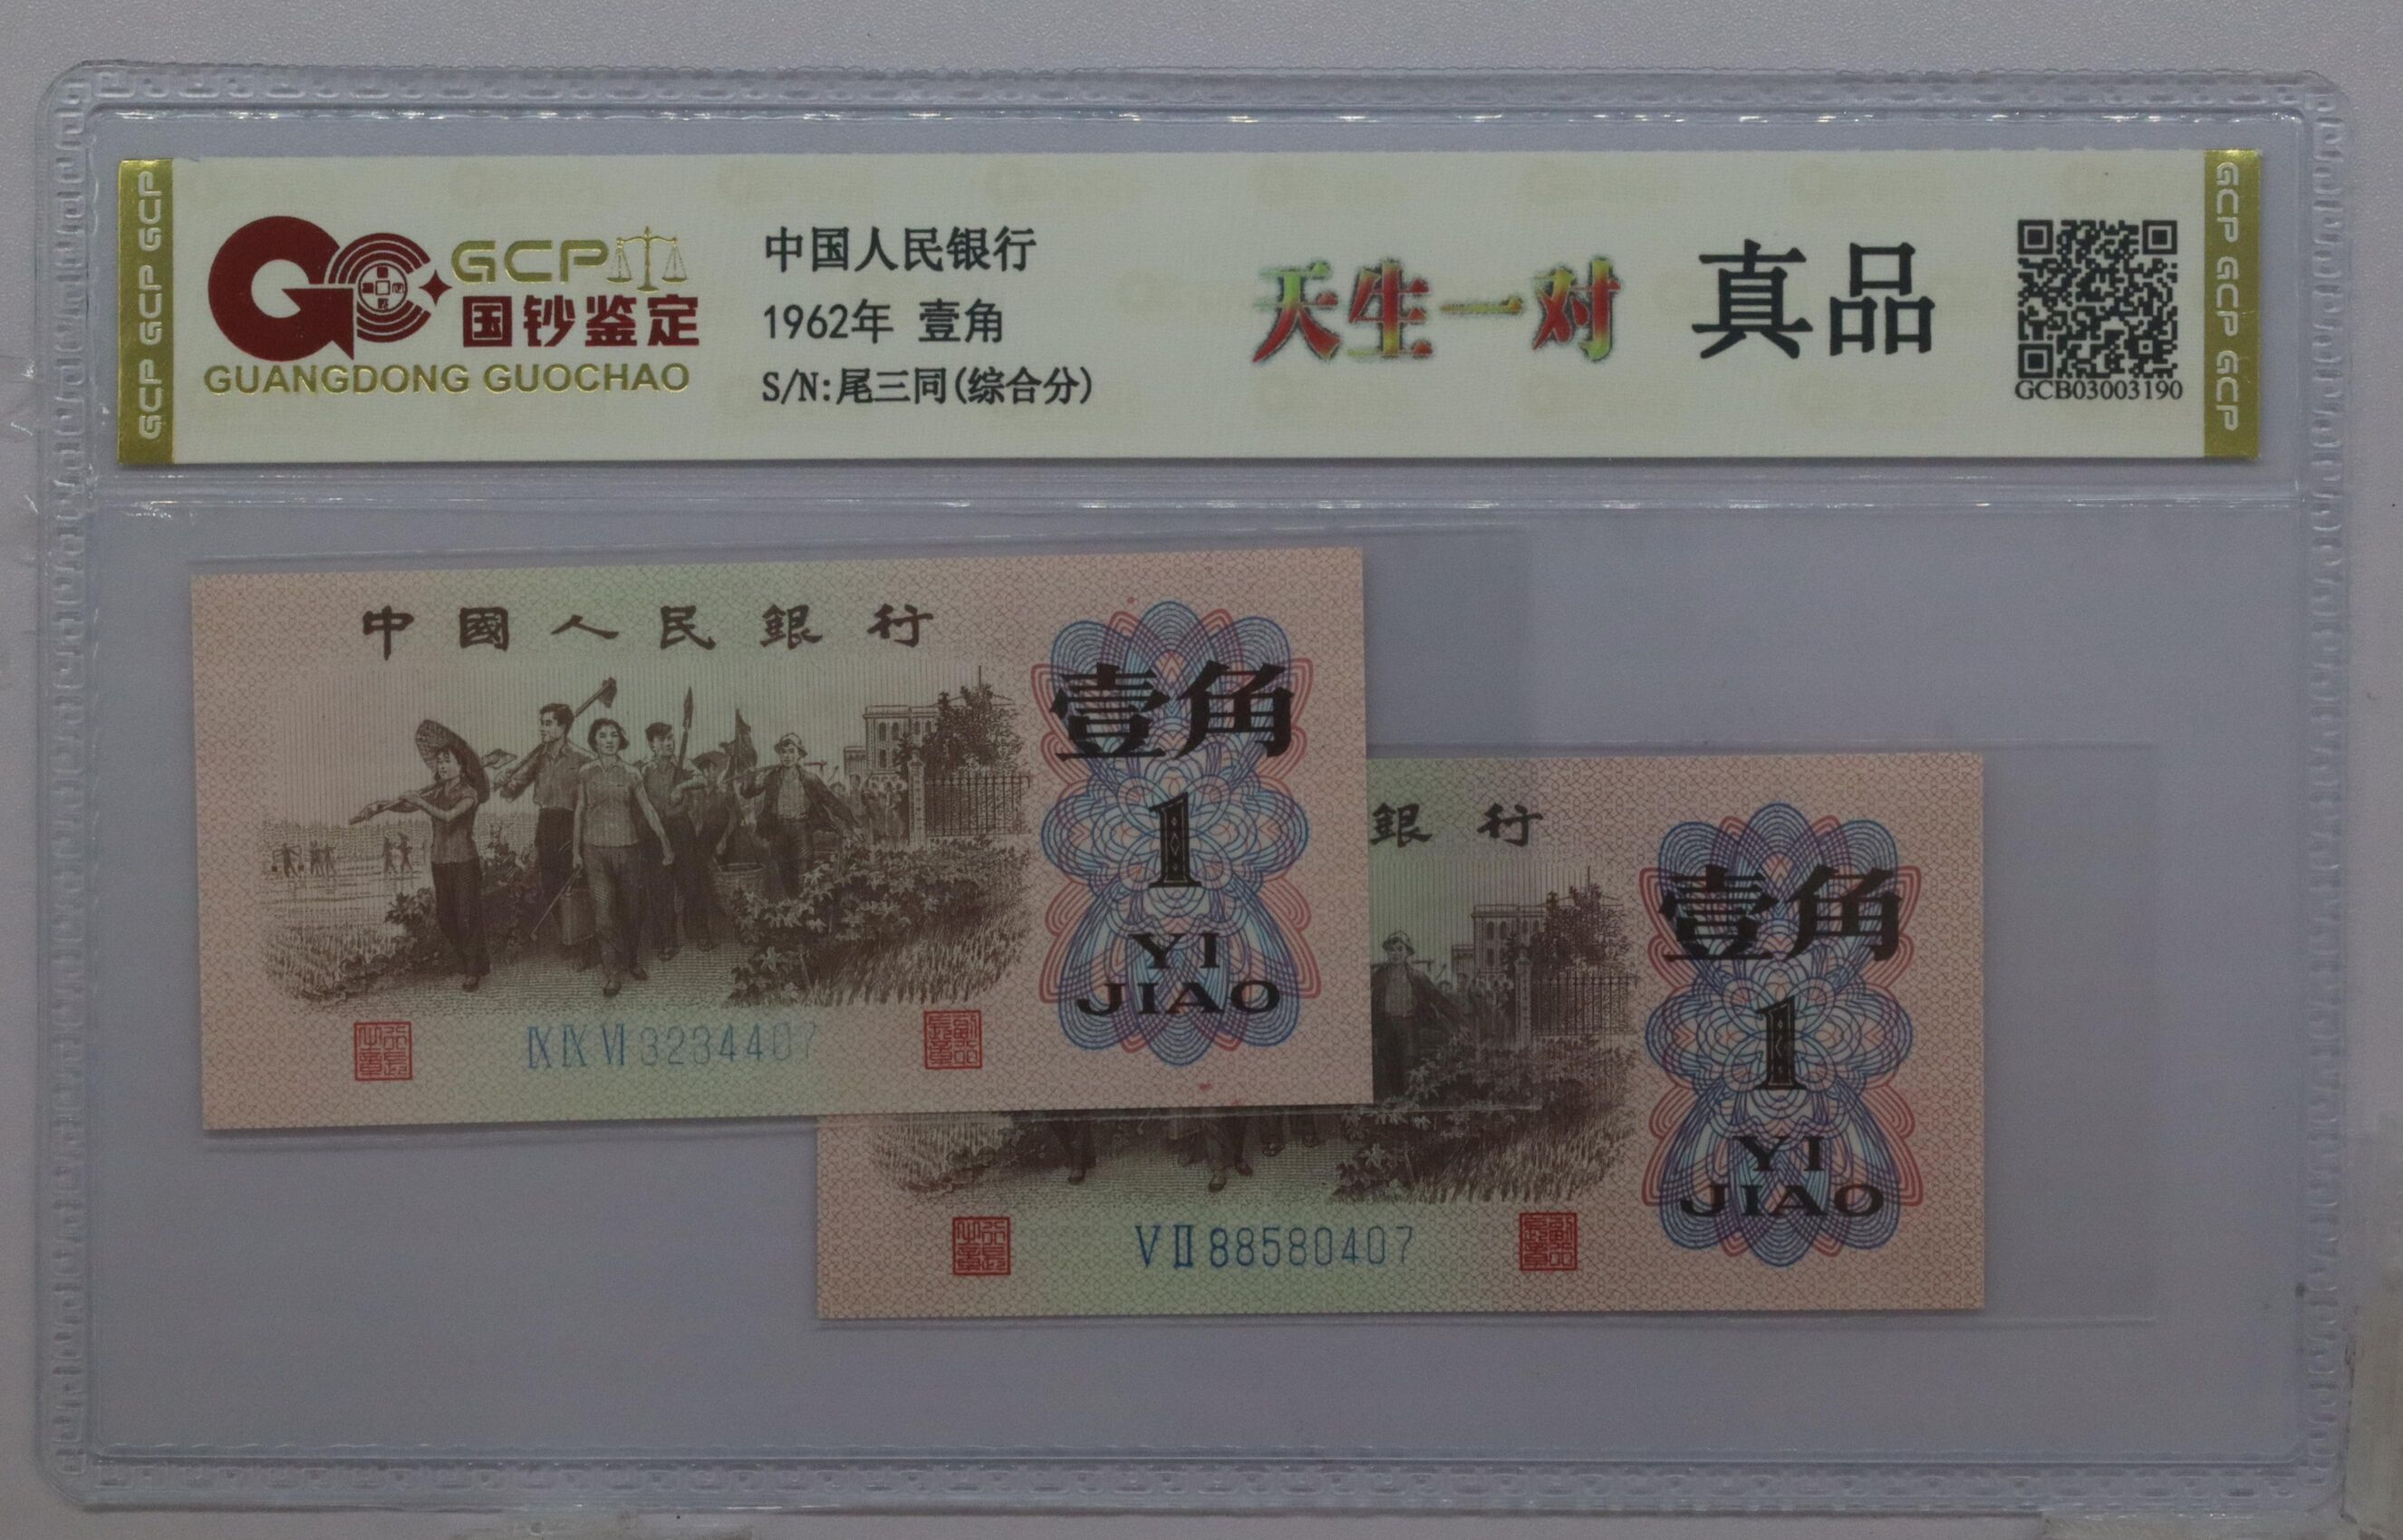 GCP GCP GCP
GCP
国钞鉴定
GUANGDONG GUOCHAO
中国人民银行
1962年 壹角
S/N:尾三同(综合分)
天生一对
真品
GCB03003190
GCP GCP GCP
中國人民銀行
壹角
1
YI
JIAO
IX IX VI 3234407
銀行
壹角
1
YI
JIAO
V II 88580407